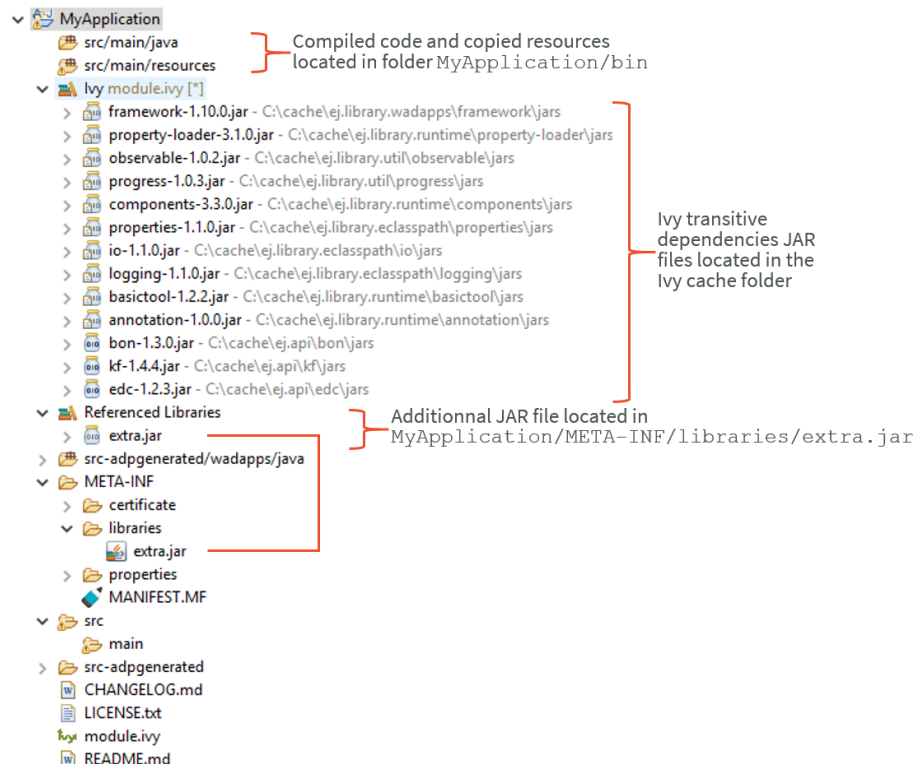 MyApplication
src/main/java
src/main/resources
Compiled code and copied resources
located in folder MyApplication/bin
Ivy module.ivy [*]
framework-1.10.0.jar - C:\cache\ej.library.wadapps\framework\jars
property-loader-3.1.0.jar - C:\cache\ej.library.runtime\property-loader\jars
observable-1.0.2.jar - C:\cache\ej.library.util\observable\jars
progress-1.0.3.jar - C:\cache\ej.library.util\progress\jars
components-3.3.0.jar - C:\cache\ej.library.runtime\components\jars
properties-1.1.0.jar - C:\cache\ej.library.eclasspath\properties\jars
io-1.1.0.jar - C:\cache\ej.library.eclasspath\io\jars
logging-1.1.0.jar - C:\cache\ej.library.eclasspath\logging\jars
basictool-1.2.2.jar - C:\cache\ej.library.runtime\basictool\jars
annotation-1.0.0.jar - C:\cache\ej.library.runtime\annotation\jars
bon-1.3.0.jar - C:\cache\ej.api\bon\jars
kf-1.4.4.jar - C:\cache\ej.api\kf\jars
edc-1.2.3.jar - C:\cache\ej.api\edc\jars
Ivy transitive
dependencies JAR
files located in the
Ivy cache folder
Referenced Libraries
extra.jar
Additionnal JAR file located in
MyApplication/META-INF/libraries/extra.jar
src-adpgenerated/wadapps/java
META-INF
certificate
libraries
extra.jar
properties
MANIFEST.MF
src
main
src-adpgenerated
CHANGELOG.md
LICENSE.txt
module.ivy
README.md